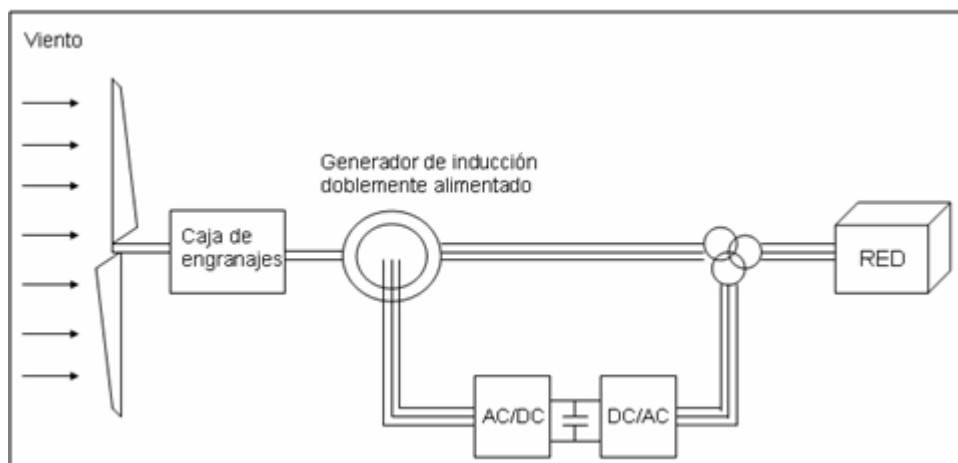 Viento
Generador de inducción
doblemente alimentado
Caja de
engranajes
RED
AC/DC
DC/AC